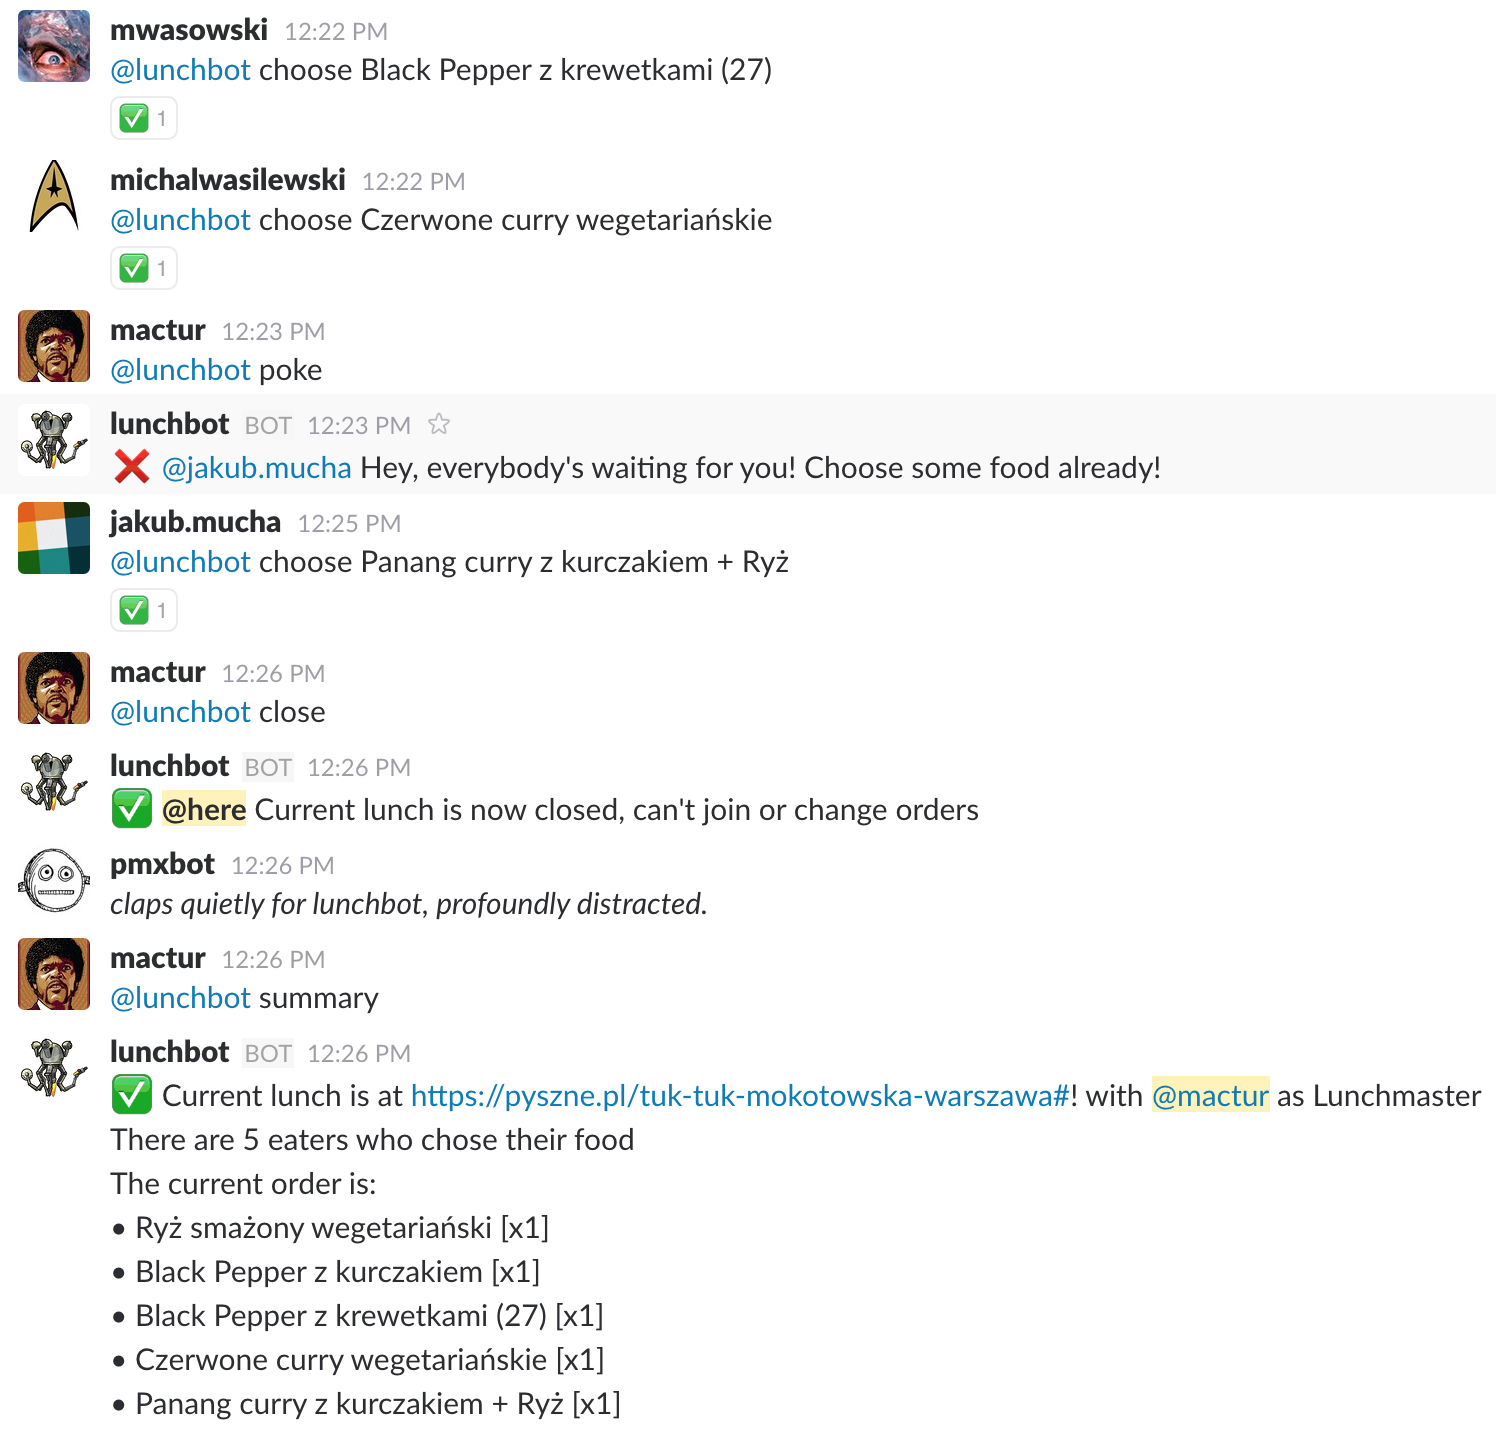 mwasowski 12:22 PM
@lunchbot choose Black Pepper z krewetkami (27)
1
michalwasilewski 12:22 PM
@lunchbot choose Czerwone curry wegetariańskie
1
mactur 12:23 PM
@lunchbot poke
lunchbot BOT 12:23 PM
@jakub.mucha Hey, everybody's waiting for you! Choose some food already!
jakub.mucha 12:25 PM
@lunchbot choose Panang curry z kurczakiem + Ryż
1
mactur 12:26 PM
@lunchbot close
lunchbot BOT 12:26 PM
@here Current lunch is now closed, can't join or change orders
pmxbot 12:26 PM
claps quietly for lunchbot, profoundly distracted.
mactur 12:26 PM
@lunchbot summary
lunchbot BOT 12:26 PM
Current lunch is at https://pyszne.pl/tuk-tuk-mokotowska-warszawa#! with @mactur as Lunchmaster
There are 5 eaters who chose their food
The current order is:
• Ryż smażony wegetariański [x1]
• Black Pepper z kurczakiem [x1]
• Black Pepper z krewetkami (27) [x1]
• Czerwone curry wegetariańskie [x1]
• Panang curry z kurczakiem + Ryż [x1]